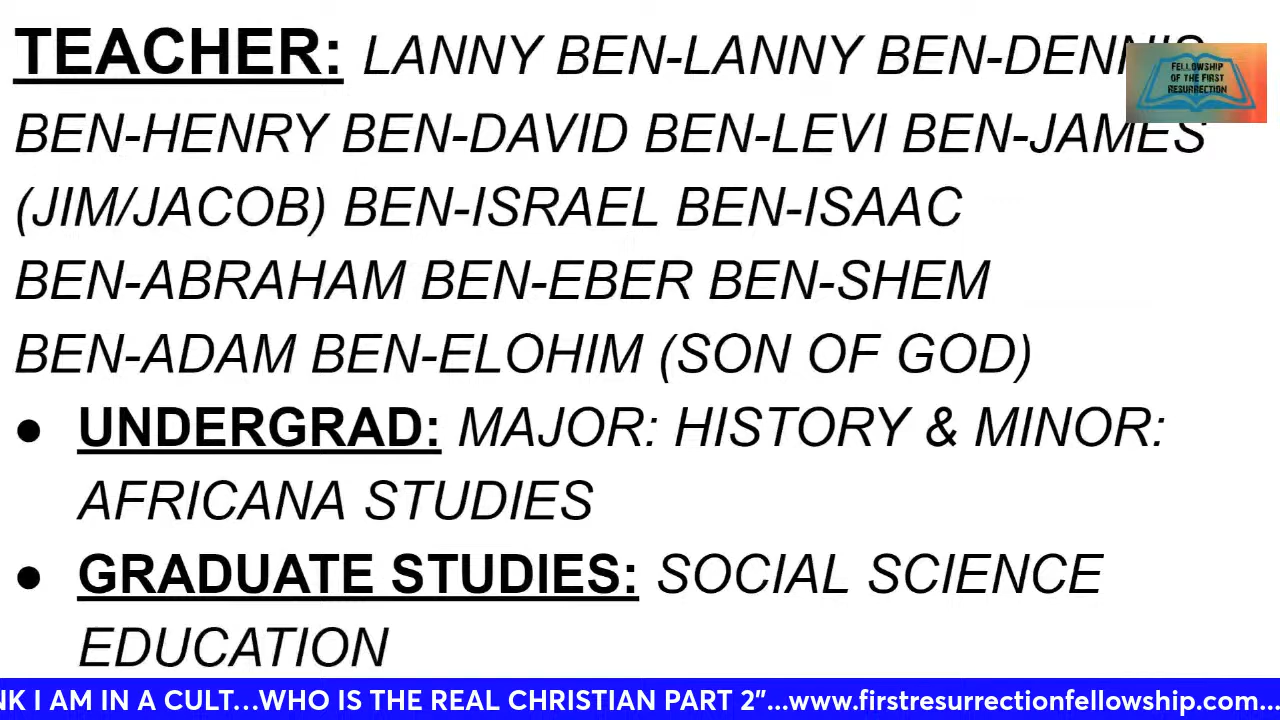 TEACHER: LANNY BEN-LANNY BEN-DENNIS
BEN-HENRY BEN-DAVID BEN-LEVI BEN-JAMES
(JIM/JACOB) BEN-ISRAEL BEN-ISAAC
BEN-ABRAHAM BEN-EBER BEN-SHEM
BEN-ADAM BEN-ELOHIM (SON OF GOD)
● UNDERGRAD: MAJOR: HISTORY & MINOR:
AFRICANA STUDIES
● GRADUATE STUDIES: SOCIAL SCIENCE
EDUCATION
FELLOWSHIP
OF THE FIRST
RESURRECTION
I AM IN A CULT...WHO IS THE REAL CHRISTIAN PART 2”...www.firstresurrectionfellowship.com...